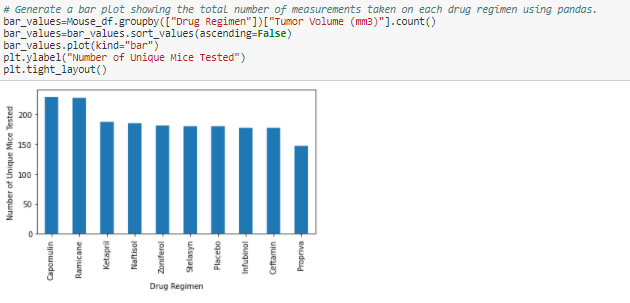 # Generate a bar plot showing the total number of measurements taken on each drug regimen using pandas.
bar_values=Mouse_df.groupby(["Drug Regimen"])["Tumor Volume (mm3)"].count()
bar_values=bar_values.sort_values(ascending=False)
bar_values.plot(kind="bar")
plt.ylabel("Number of Unique Mice Tested")
plt.tight_layout()
Number of Unique Mice Tested
200
150
100
50
0
Capomulin
Ramicane
Ketapril
Naftisol
Zoniferol
Stelasyn
Placebo
Infubinol
Ceftamin
Propriva
Drug Regimen